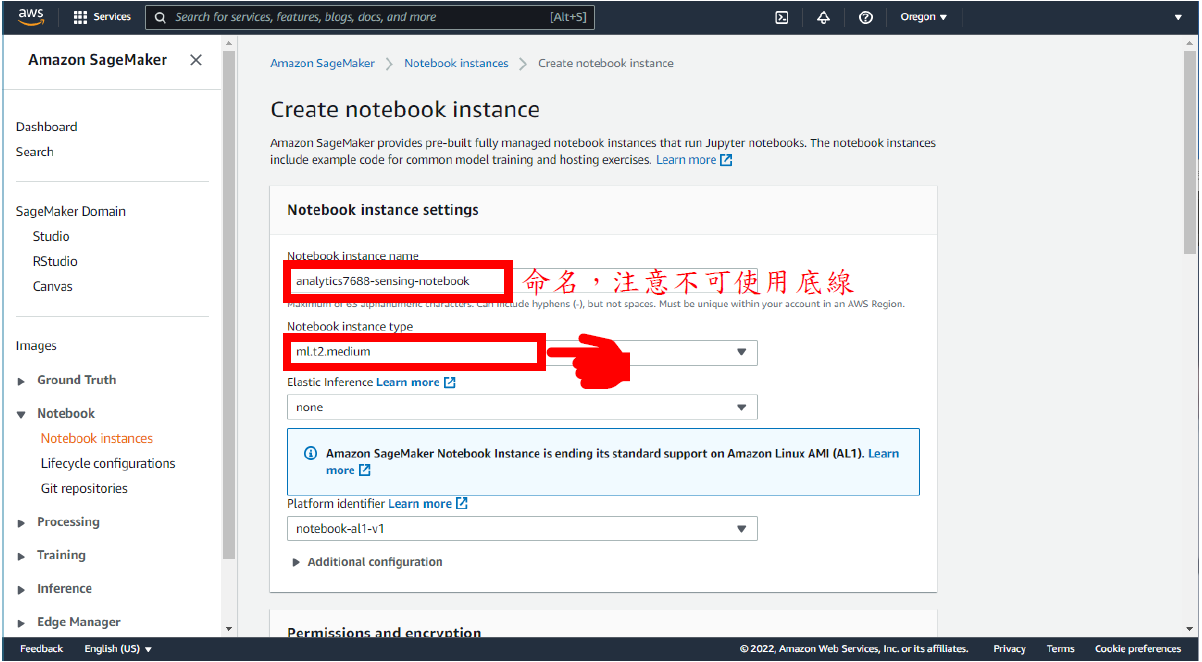 aws
Services
Search for services, features, blogs, docs, and more
[Alt+S]
Oregon
Amazon SageMaker
Dashboard
Search
SageMaker Domain
Studio
RStudio
Canvas
Images
Ground Truth
Notebook
Notebook instances
Lifecycle configurations
Git repositories
Processing
Training
Inference
Edge Manager
Amazon SageMaker > Notebook instances > Create notebook instance
Create notebook instance
Amazon SageMaker provides pre-built fully managed notebook instances that run Jupyter notebooks. The notebook instances
include example code for common model training and hosting exercises. Learn more
Notebook instance settings
Notebook instance name
analytics7688-sensing-notebook
命名，注意不可使用底線
Maximum of 63 alphanumeric characters. Can include hyphens (-), but not spaces. Must be unique within your account in an AWS Region.
Notebook instance type
ml.t2.medium
Elastic Inference Learn more
none
Amazon SageMaker Notebook Instance is ending its standard support on Amazon Linux AMI (AL1). Learn
more
Platform identifier Learn more
notebook-al1-v1
Additional configuration
Permissions and encryption
Feedback
English (US)
© 2022, Amazon Web Services, Inc. or its affiliates.
Privacy
Terms
Cookie preferences